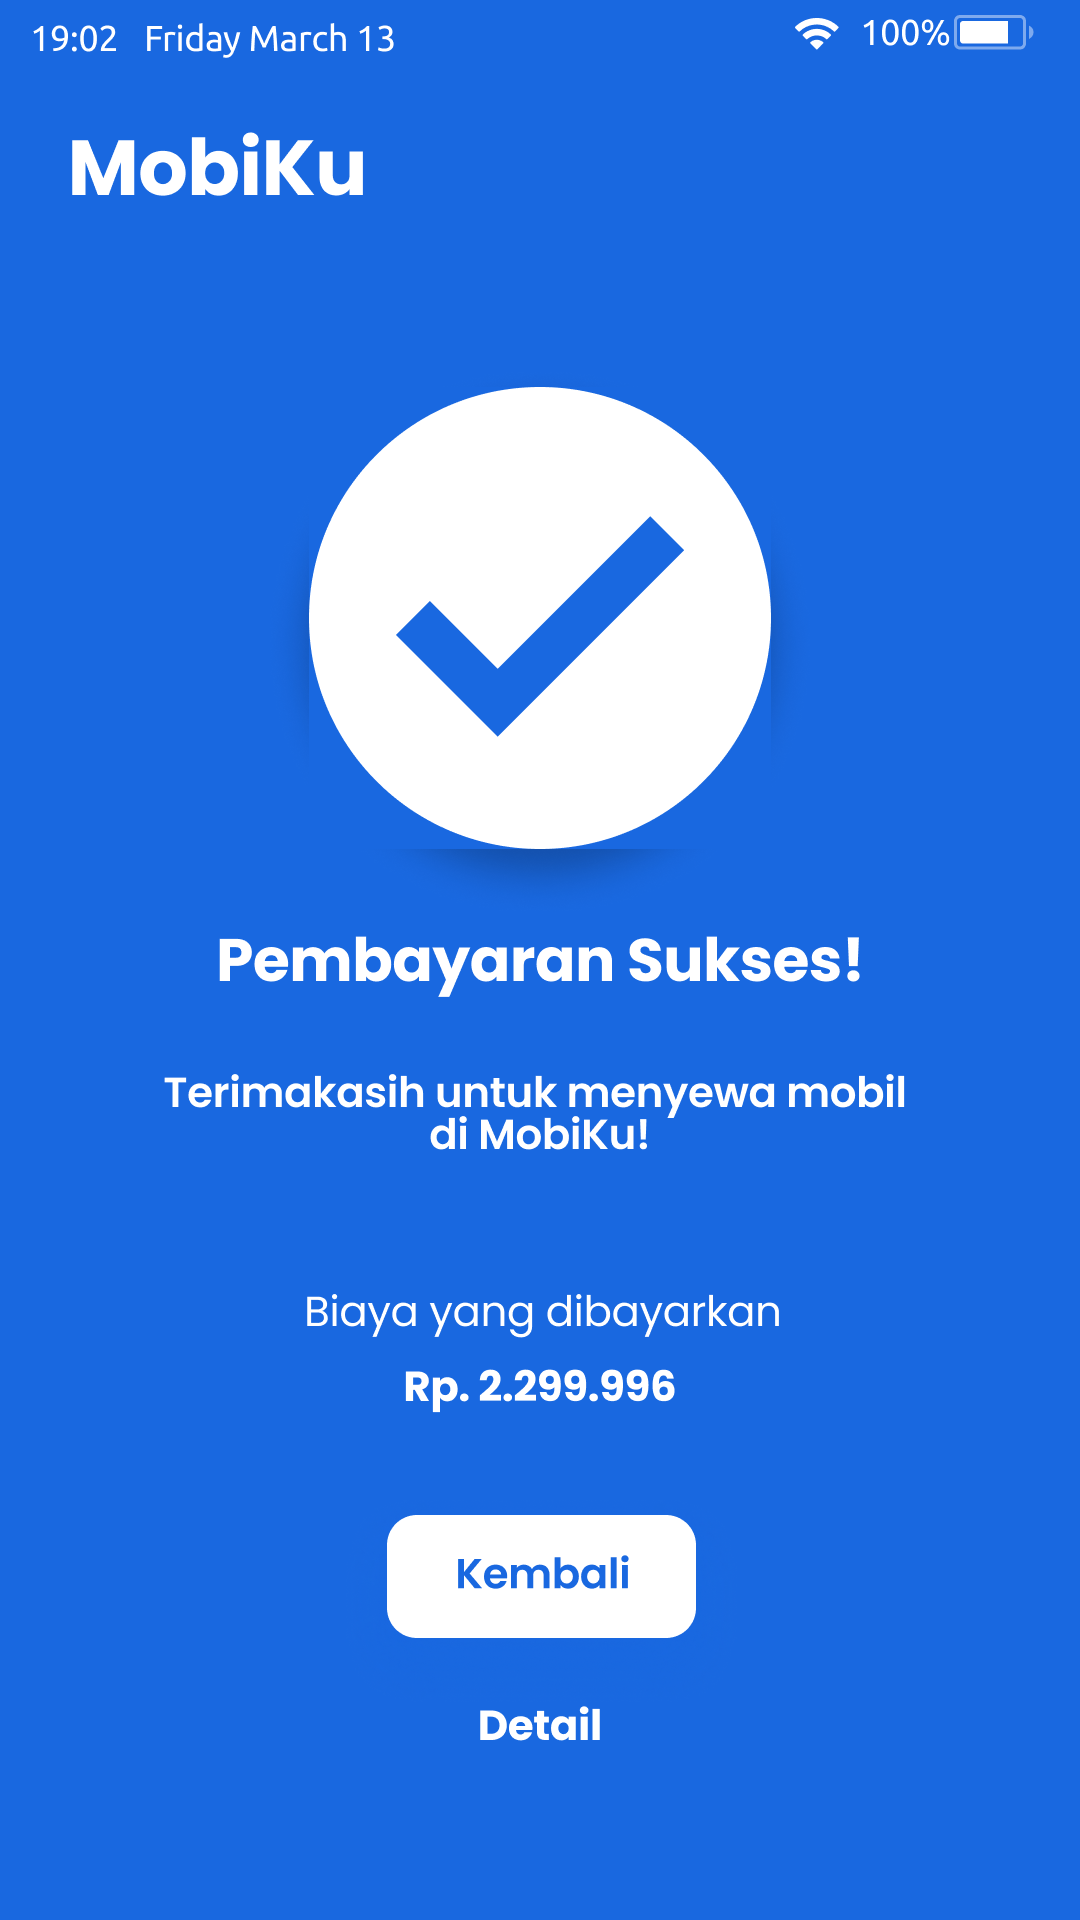 19:02 Friday March 13 100%
MobiKu
Pembayaran Sukses!
Terimakasih untuk menyewa mobil
di MobiKu!
Biaya yang dibayarkan
Rp. 2.299.996
Kembali
Detail